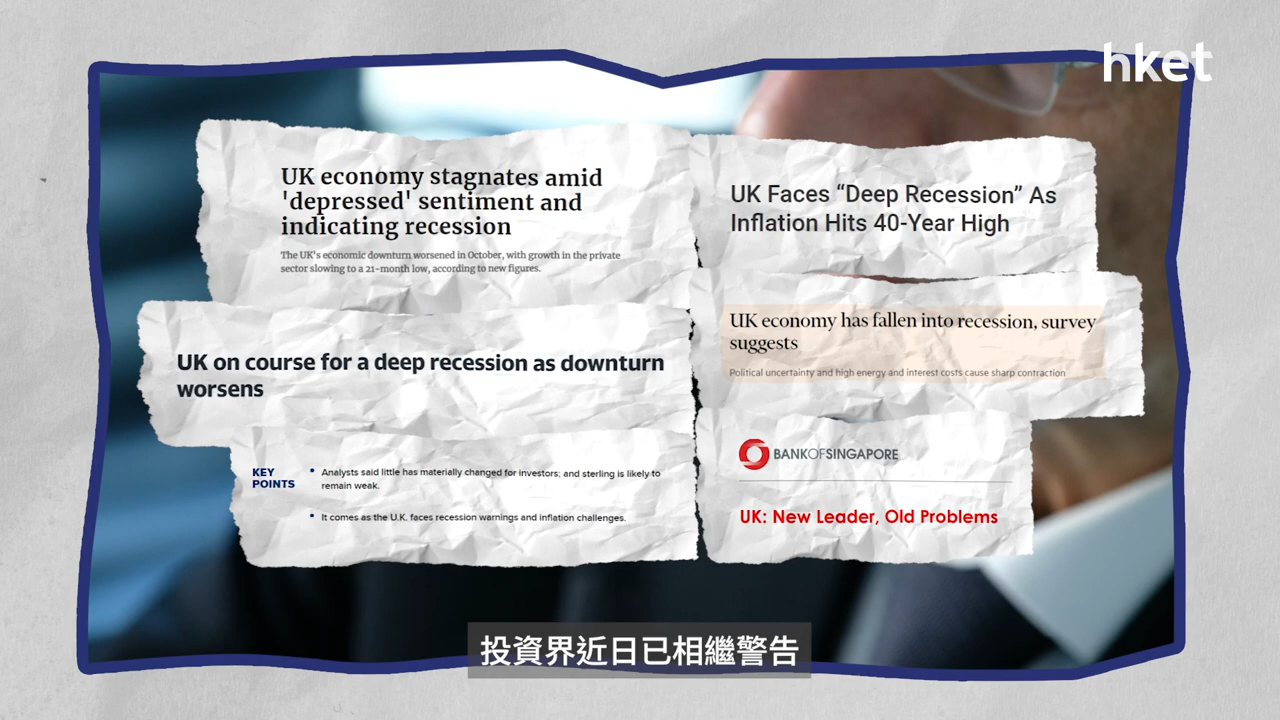 hket
UK economy stagnates amid
'depressed' sentiment and
indicating recession
The UK's economic downturn worsened in October, with growth in the private
sector slowing to a 21-month low, according to new figures.
UK Faces “Deep Recession” As
Inflation Hits 40-Year High
UK on course for a deep recession as downturn
worsens
UK economy has fallen into recession, survey
suggests
Political uncertainty and high energy and interest costs cause sharp contraction
KEY
POINTS
• Analysts said little has materially changed for investors; and sterling is likely to
remain weak.
• It comes as the U.K. faces recession warnings and inflation challenges.
BANKOFSINGAPORE
UK: New Leader, Old Problems
投資界近日已相繼警告